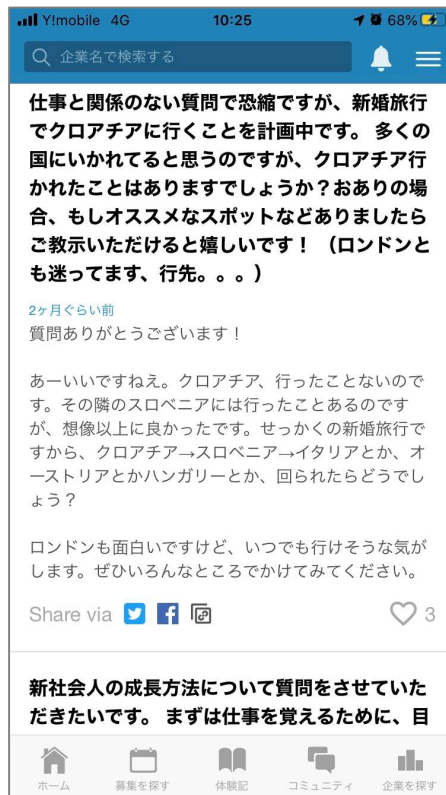 Y!mobile 4G 10:25 68%
企業名で検索する
仕事と関係のない質問で恐縮ですが、新婚旅行
でクロアチアに行くことを計画中です。 多くの
国にいかれてると思うのですが、クロアチア行
かれたことはありますでしょうか？おありの場
合、もしオススメなスポットなどありましたら
ご教示いただけると嬉しいです！ （ロンドンと
も迷ってます、行先。。。）
2ヶ月ぐらい前
質問ありがとうございます！
あーいいですねえ。クロアチア、行ったことないので
す。その隣のスロベニアには行ったことあるのです
が、想像以上に良かったです。せっかくの新婚旅行で
すから、クロアチア→スロベニア→イタリアとか、オ
ーストリアとかハンガリーとか、回られたらどうでし
ょう？
ロンドンも面白いですけど、いつでも行けそうな気が
します。ぜひいろんなところでかけてみてください。
Share via 3
新社会人の成長方法について質問をさせていた
だきたいです。 まずは仕事を覚えるために、目
ホーム 募集を探す 体験記 コミュニティ 企業を探す